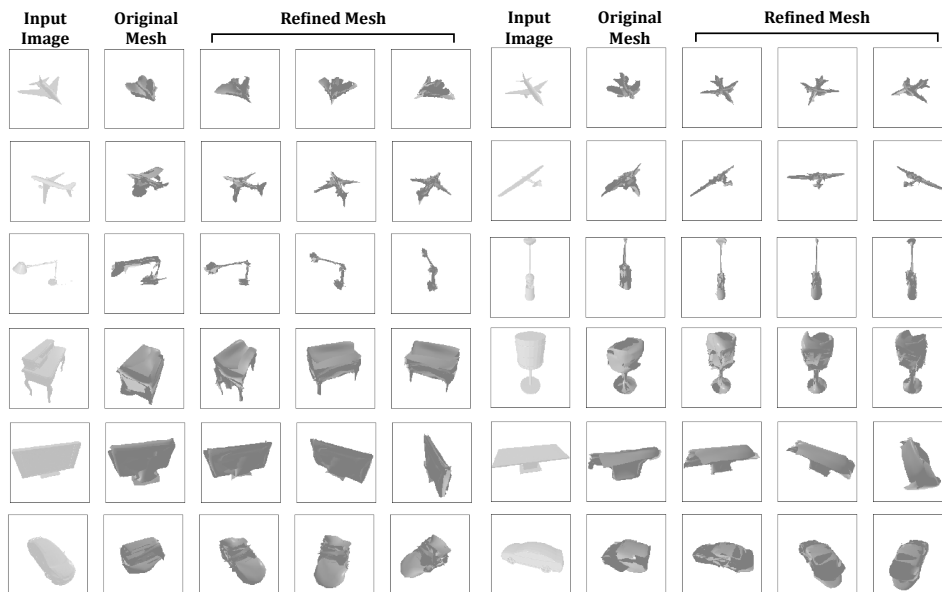 Input
Image
Original
Mesh
Refined Mesh
Input
Image
Original
Mesh
Refined Mesh